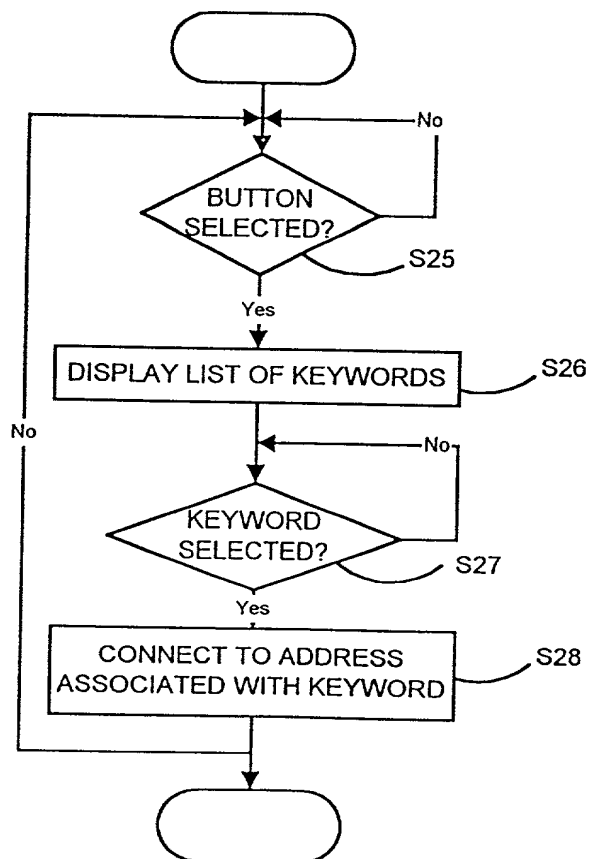 No
BUTTON
SELECTED?
S25
Yes
DISPLAY LIST OF KEYWORDS
S26
No
No
KEYWORD
SELECTED?
S27
Yes
CONNECT TO ADDRESS
ASSOCIATED WITH KEYWORD
S28